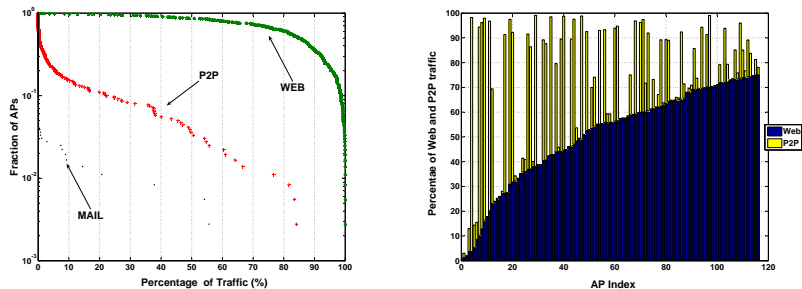 10^0
10^-1
10^-2
10^-3
Fraction of APs
WEB
P2P
MAIL
0 10 20 30 40 50 60 70 80 90 100
Percentage of Traffic (%)
100
90
80
70
60
50
40
30
20
10
0
Percentae of Web and P2P traffic
Web
P2P
0 20 40 60 80 100 120
AP Index